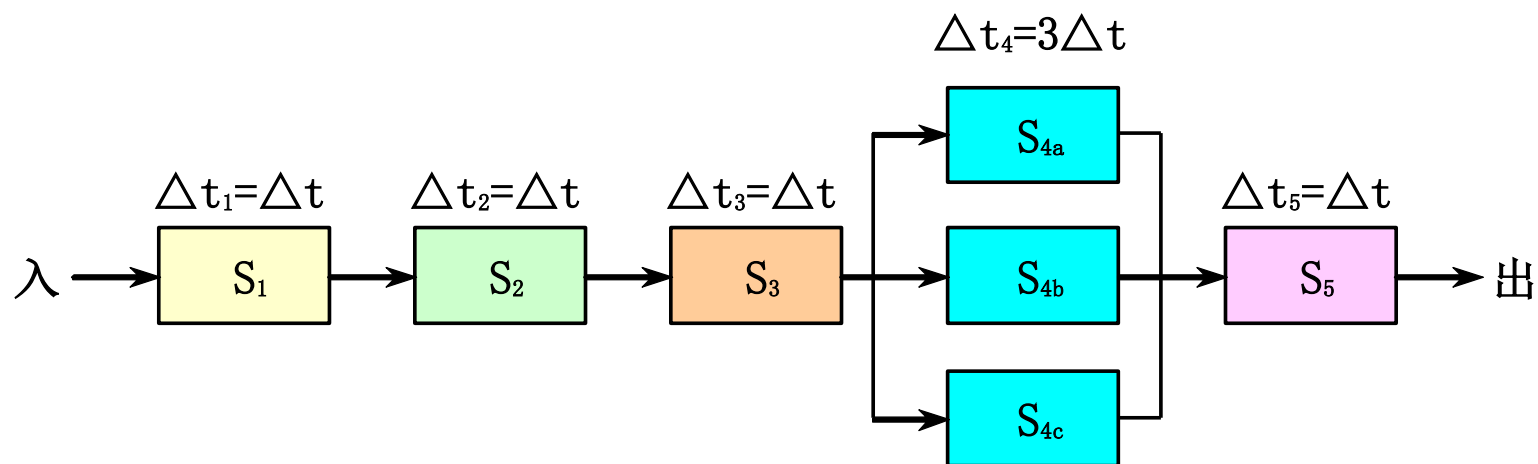 △t₄=3△t
S₄ₐ
△t₁=△t △t₂=△t △t₃=△t △t₅=△t
入 S₁ S₂ S₃ S₄b S₅ 出
S₄c